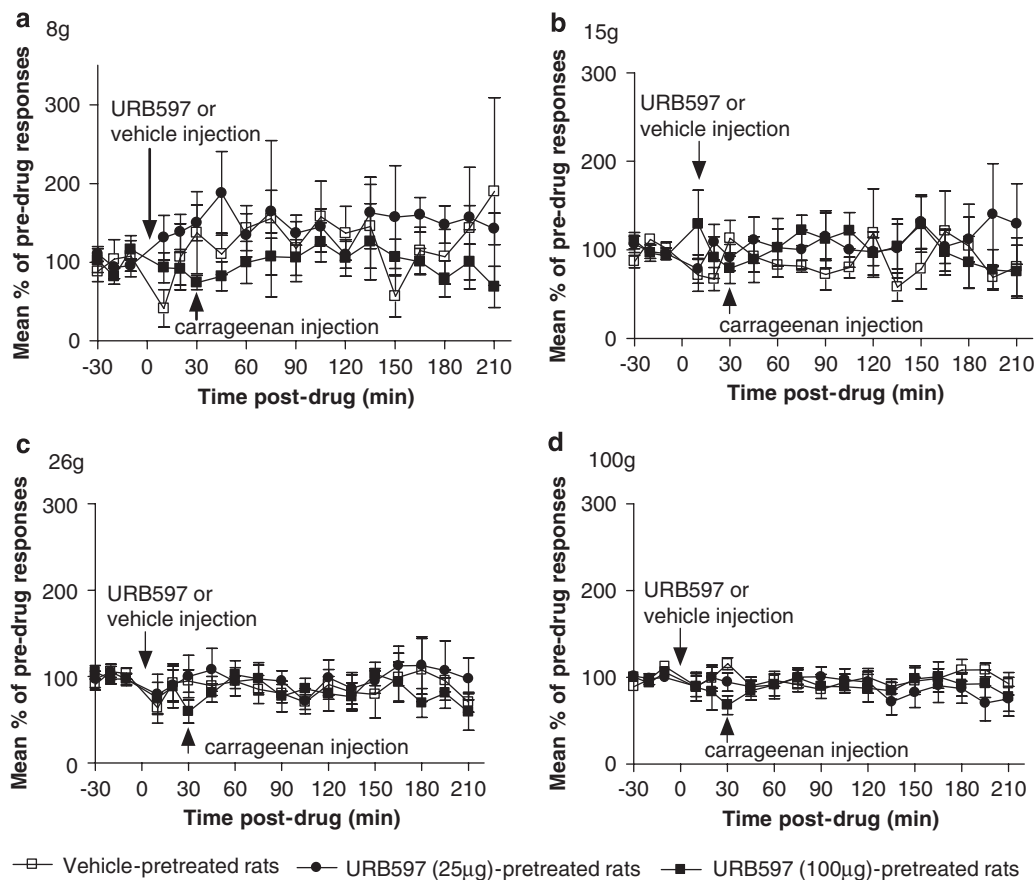 a
8g
Mean % of pre-drug responses
300
200
100
0
URB597 or
vehicle injection
carrageenan injection
-30 0 30 60 90 120 150 180 210
Time post-drug (min)
b
15g
Mean % of pre-drug responses
300
200
100
0
URB597 or
vehicle injection
carrageenan injection
-30 0 30 60 90 120 150 180 210
Time post-drug (min)
c
26g
Mean % of pre-drug responses
300
200
100
0
URB597 or
vehicle injection
carrageenan injection
-30 0 30 60 90 120 150 180 210
Time post-drug (min)
d
100g
Mean % of pre-drug responses
300
200
100
0
URB597 or
vehicle injection
carrageenan injection
-30 0 30 60 90 120 150 180 210
Time post-drug (min)
Vehicle-pretreated rats URB597 (25µg)-pretreated rats URB597 (100µg)-pretreated rats